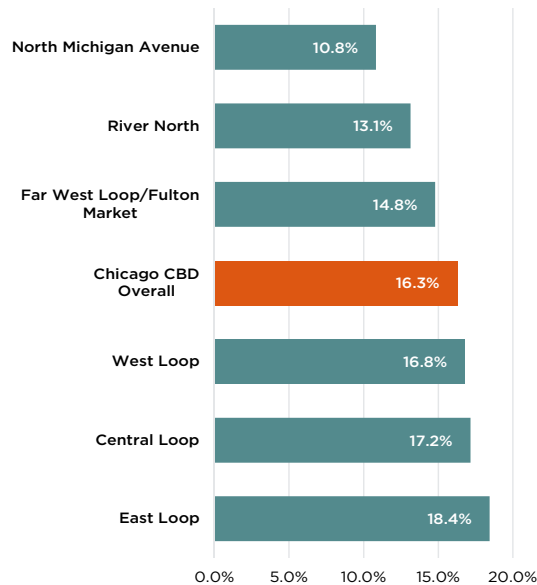 North Michigan Avenue
10.8%
River North
13.1%
Far West Loop/Fulton
Market
14.8%
Chicago CBD
Overall
16.3%
West Loop
16.8%
Central Loop
17.2%
East Loop
18.4%
0.0% 5.0% 10.0% 15.0% 20.0%